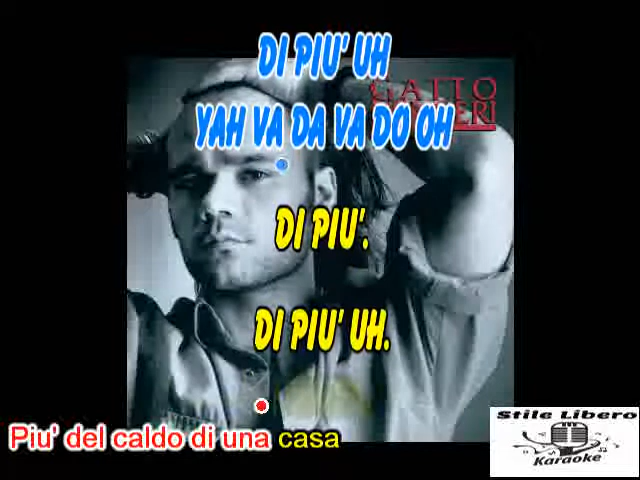 DI PIU' UH
GATTO
YAH VA DA VA DO OH
DI PIU'.
DI PIU' UH.
Piu' del caldo di una casa
Stile Libero
Karaoke